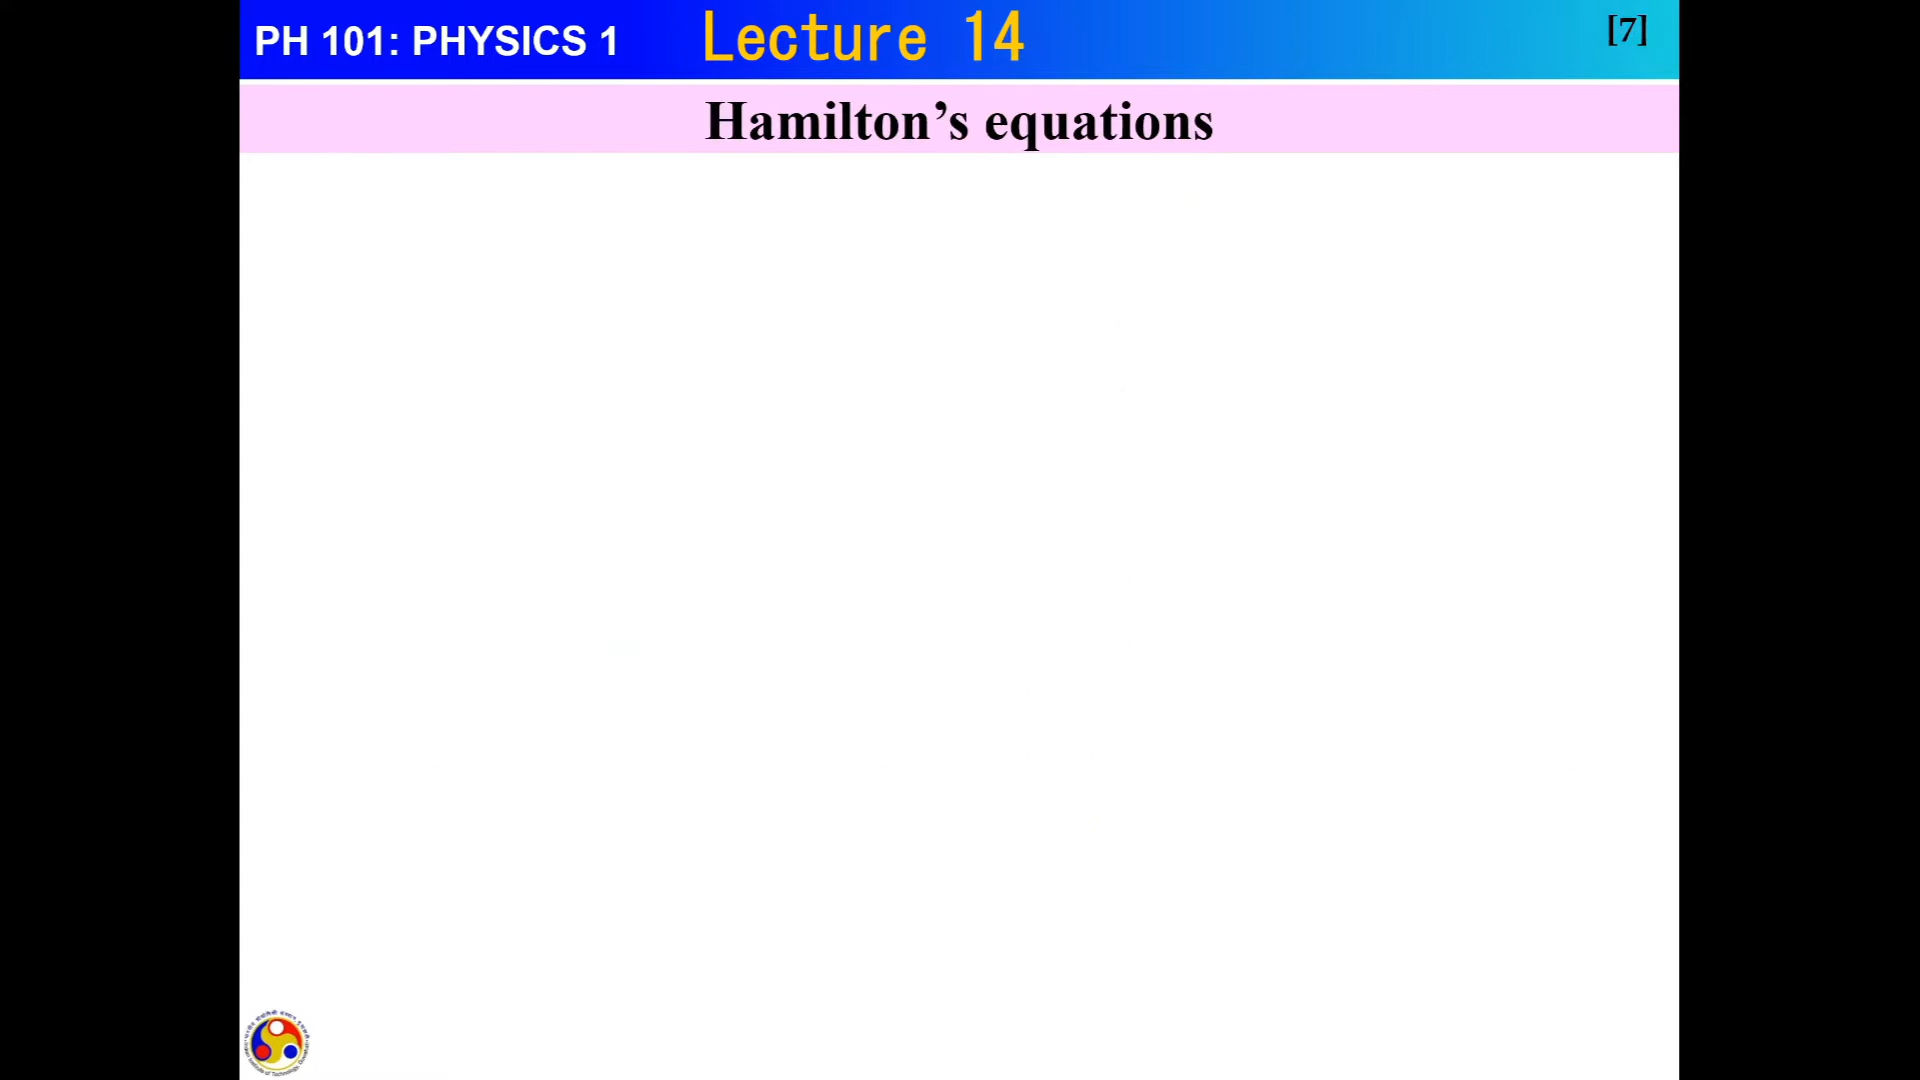 PH 101: PHYSICS 1 Lecture 14 [7]
Hamilton’s equations